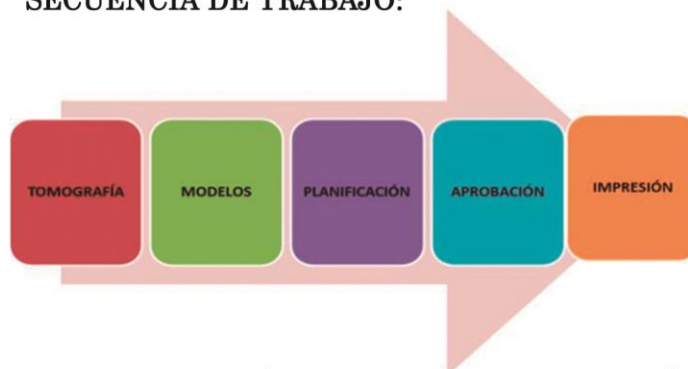 SECUENCIA DE TRABAJO:
TOMOGRAFÍA
MODELOS
PLANIFICACIÓN
APROBACIÓN
IMPRESIÓN